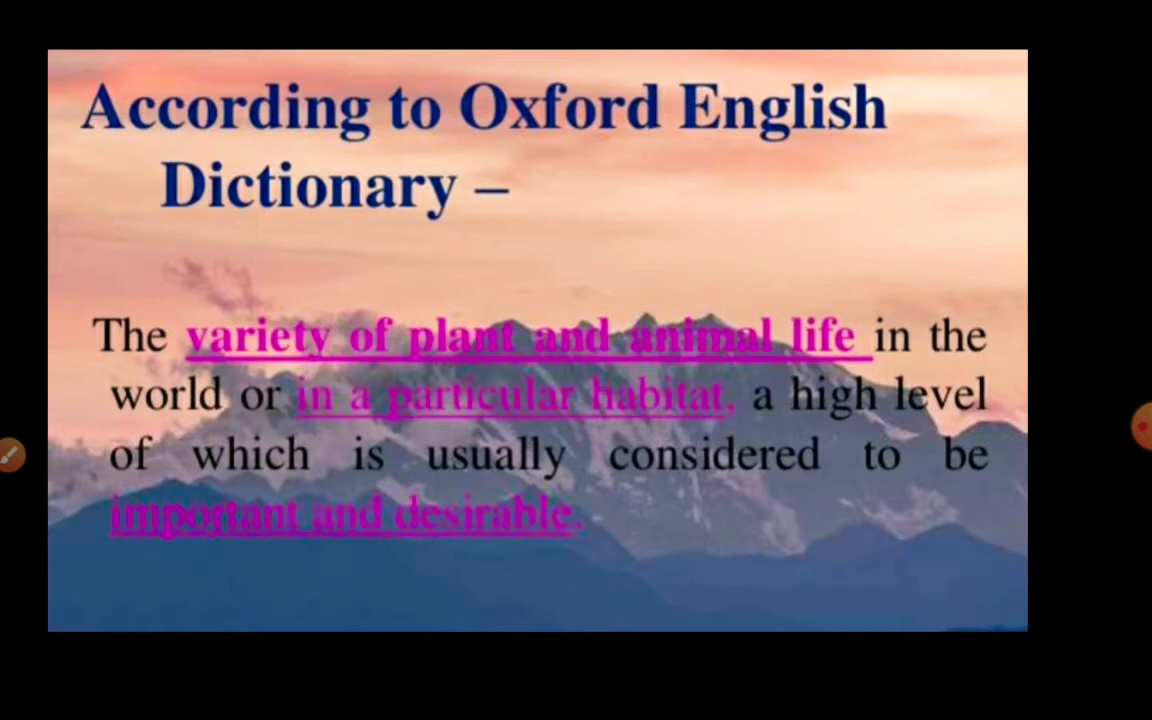 According to Oxford English
Dictionary –
The variety of plant and animal life in the
world or in a particular habitat, a high level
of which is usually considered to be
important and desirable.